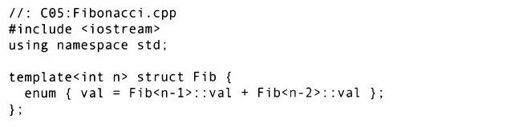 //: C05:Fibonacci.cpp
#include <iostream>
using namespace std;
template<int n> struct Fib {
enum { val = Fib<n-1>::val + Fib<n-2>::val };
};